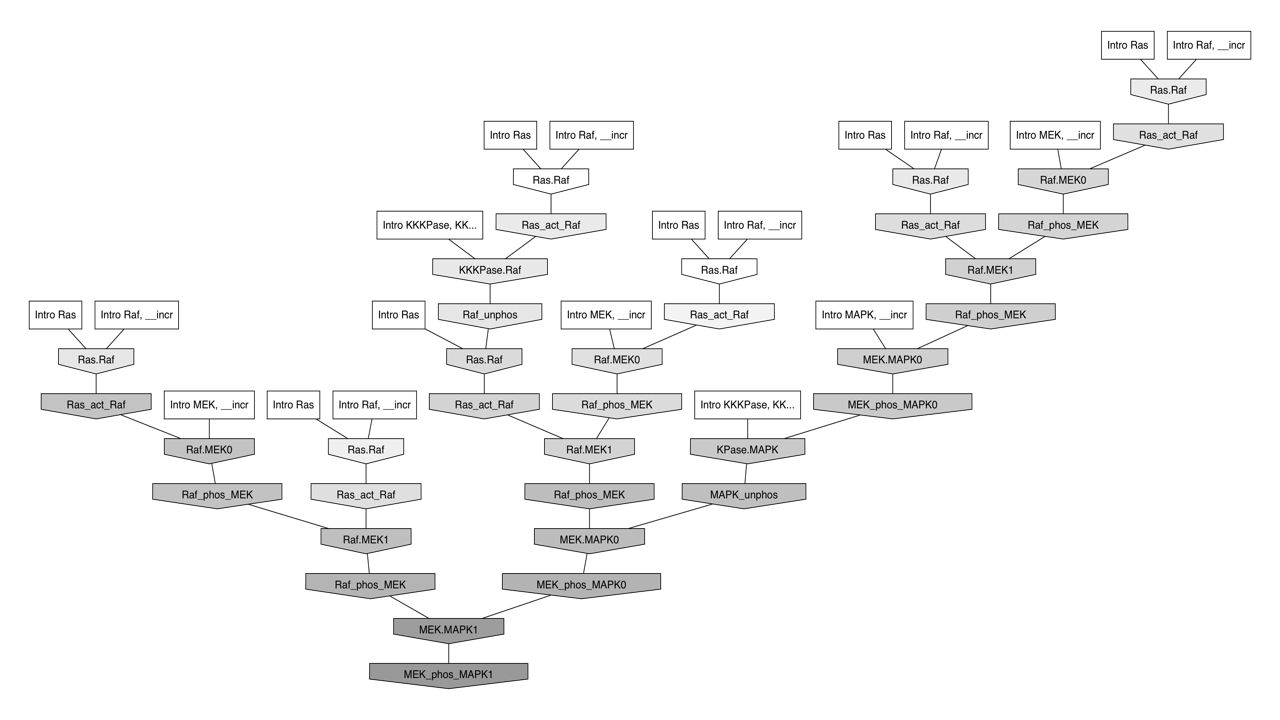 Intro Ras
Intro Raf, __incr
Ras.Raf
Intro Ras
Intro Raf, __incr
Intro Ras
Intro Raf, __incr
Intro MEK, __incr
Ras_act_Raf
Ras.Raf
Ras.Raf
Raf.MEK0
Intro KKKPase, KK...
Ras_act_Raf
Intro Ras
Intro Raf, __incr
Ras_act_Raf
Raf_phos_MEK
KKKPase.Raf
Ras.Raf
Raf.MEK1
Intro Ras
Intro Raf, __incr
Intro Ras
Raf_unphos
Intro MEK, __incr
Ras_act_Raf
Intro MAPK, __incr
Raf_phos_MEK
Ras.Raf
Ras.Raf
Raf.MEK0
MEK.MAPK0
Ras_act_Raf
Intro MEK, __incr
Intro Ras
Intro Raf, __incr
Ras_act_Raf
Raf_phos_MEK
Intro KKKPase, KK...
MEK_phos_MAPK0
Raf.MEK0
Ras.Raf
Raf.MEK1
KPase.MAPK
Raf_phos_MEK
Ras_act_Raf
Raf_phos_MEK
MAPK_unphos
Raf.MEK1
MEK.MAPK0
Raf_phos_MEK
MEK_phos_MAPK0
MEK.MAPK1
MEK_phos_MAPK1